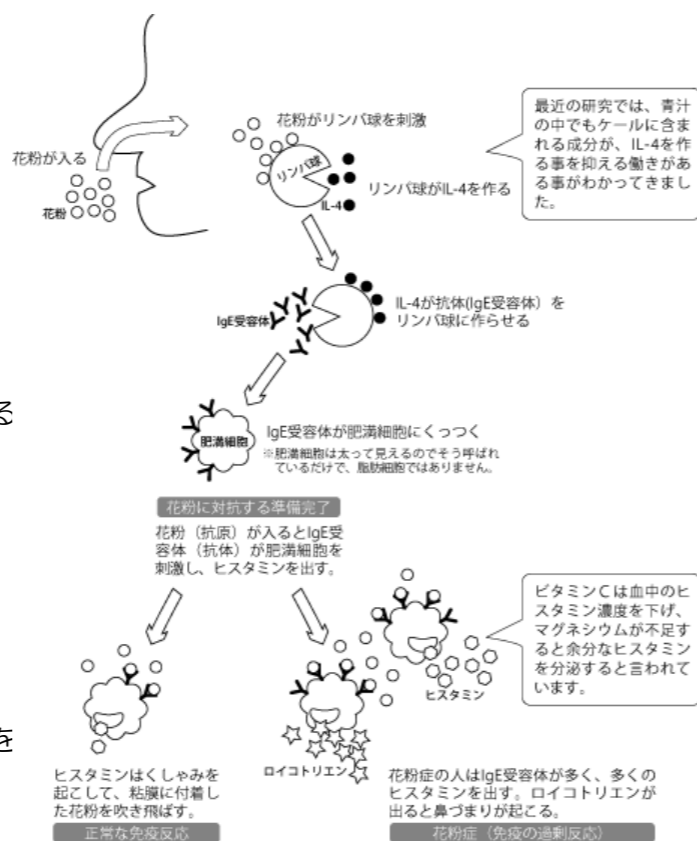 花粉が入る
花粉
花粉がリンパ球を刺激
リンパ球
リンパ球がIL-4を作る
IL-4
最近の研究では、青汁
の中でもケールに含ま
れる成分が、IL-4を作
る事を抑える働きがあ
る事がわかってきまし
た。
IgE受容体
IL-4が抗体(IgE受容体）を
リンパ球に作らせる
る
肥満細胞
IgE受容体が肥満細胞にくっつく
※肥満細胞は太って見えるのでそう呼ばれ
ているだけで、脂肪細胞ではありません。
花粉に対抗する準備完了
花粉（抗原）が入るとIgE受
容体（抗体）が肥満細胞を
刺激し、ヒスタミンを出す。
ビタミンCは血中のヒ
スタミン濃度を下げ、
マグネシウムが不足す
ると余分なヒスタミン
を分泌すると言われて
います。
ヒスタミン
を
ロイコトリエン
ヒスタミンはくしゃみを
起こして、粘膜に付着し
た花粉を吹き飛ばす。
正常な免疫反応
花粉症の人はIgE受容体が多く、多くの
ヒスタミンを出す。ロイコトリエンが
出ると鼻づまりが起こる。
花粉症（免疫の過剰反応）